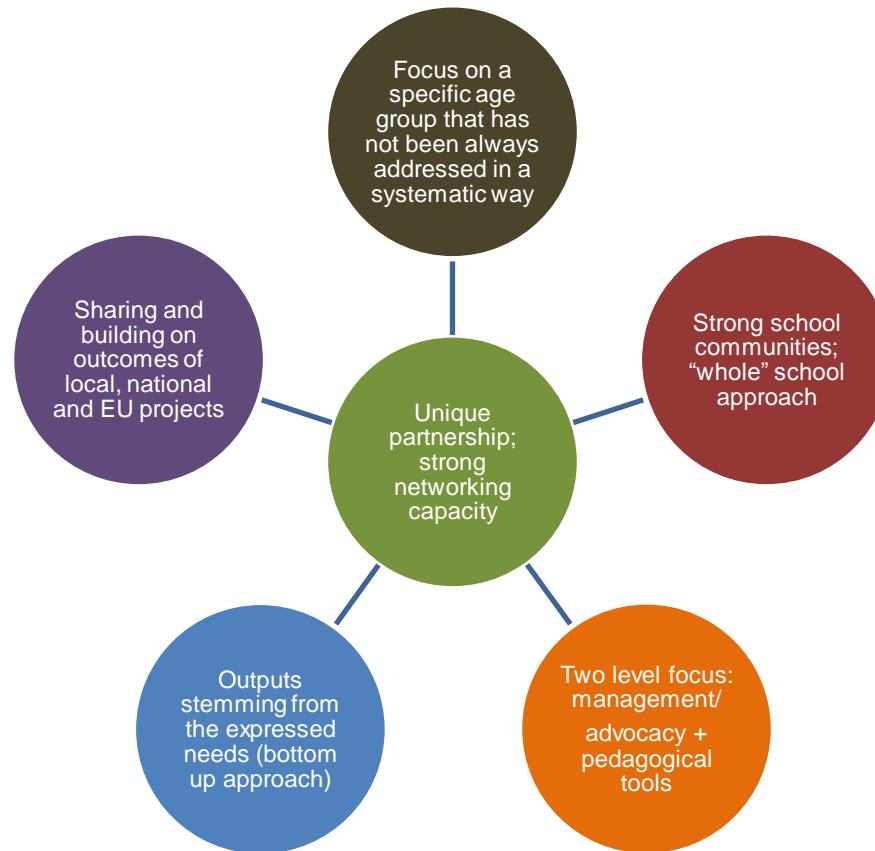 Focus on a
specific age
group that has
not been always
addressed in a
systematic way
Sharing and
building on
outcomes of
local, national
and EU projects
Strong school
communities;
“whole” school
approach
Unique
partnership;
strong
networking
capacity
Outputs
stemming from
the expressed
needs (bottom
up approach)
Two level focus:
management/
advocacy +
pedagogical
tools